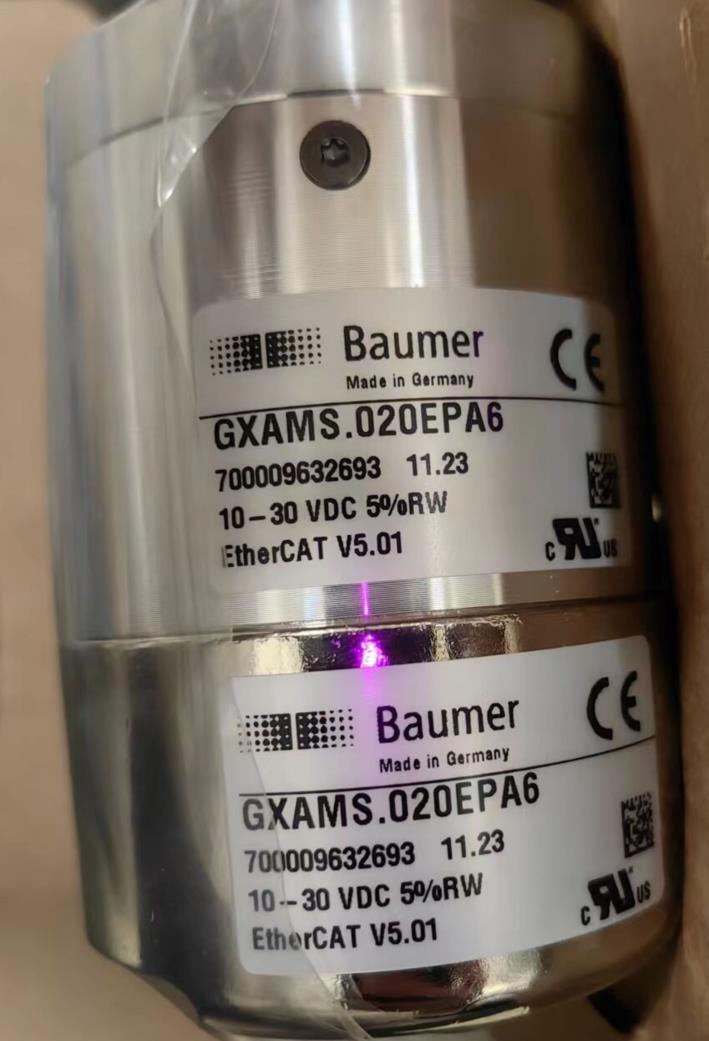 Baumer CE
Made in Germany
GXAMS.020EPA6
700009632693 11.23
10-30 VDC 5%RW
EtherCAT V5.01
C RU US
Baumer CE
Made in Germany
GXAMS.020EPA6
700009632693 11.23
10--30 VDC 5%RW
EtherCAT V5.01
C RU US